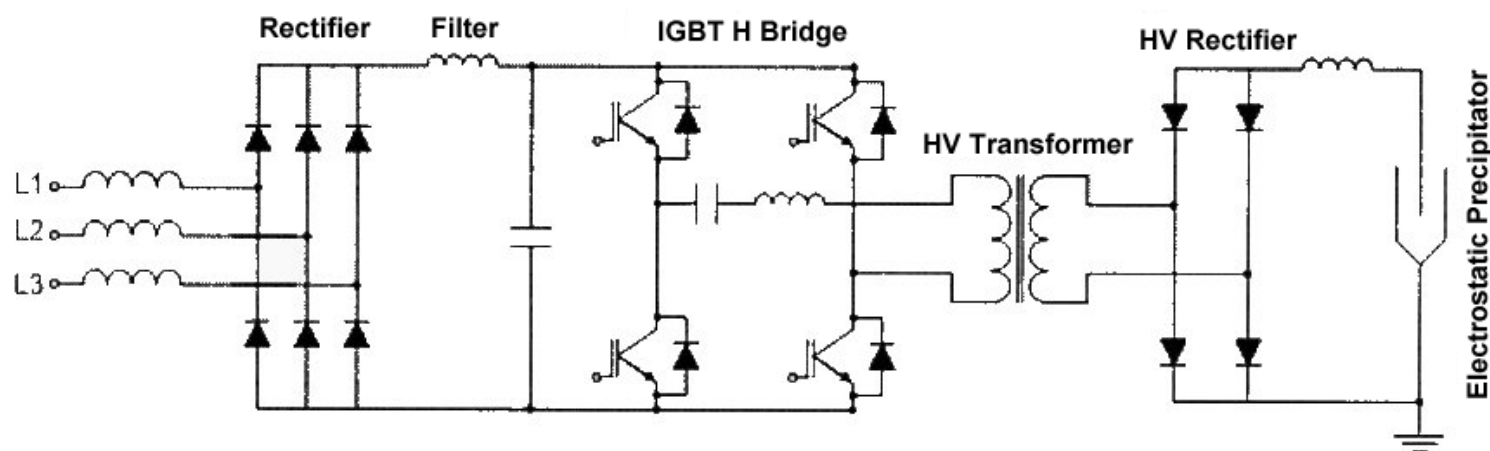 Rectifier
Filter
IGBT H Bridge
HV Rectifier
HV Transformer
L1
L2
L3
Electrostatic Precipitator